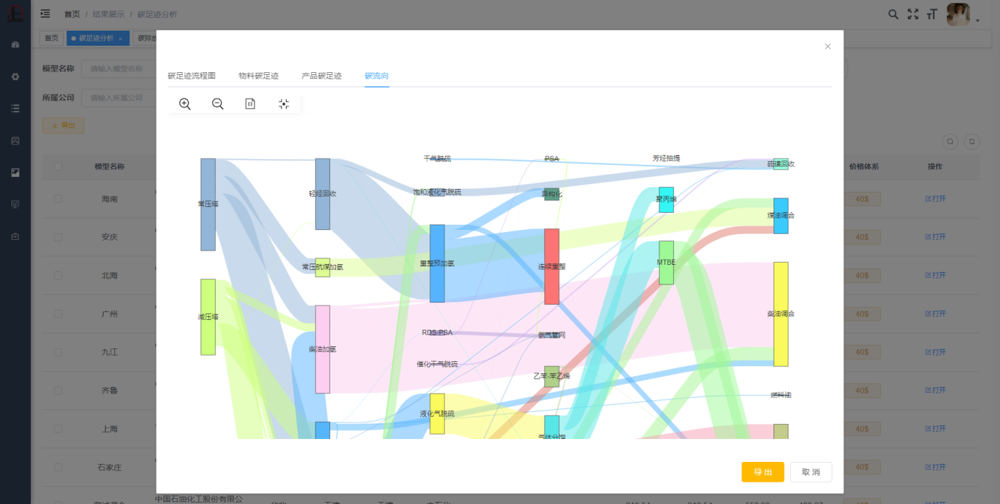 首页 / 结果展示 / 碳足迹分析
首页
碳足迹分析 ×
碳排放
模型名称
请输入模型名称
所属公司
请输入所属公司
导出
碳足迹流程图
物料碳足迹
产品碳足迹
碳流向
模型名称
价格体系
操作
海南
40$
打开
安庆
40$
打开
北海
40$
打开
广州
40$
打开
九江
40$
打开
齐鲁
40$
打开
上海
40$
打开
石家庄
40$
打开
中国石油化工股份有限公
常压塔
减压塔
轻烃回收
常压航煤加氢
柴油加氢
干气脱硫
饱和液化气脱硫
重整预加氢
RDS-PSA
催化干气脱硫
液化气脱硫
PSA
异构化
连续重整
氢气管网
乙苯-苯乙烯
气体分馏
芳烃抽提
聚丙烯
MTBE
硫磺回收
煤油调合
柴油调合
燃料油
导出
取消